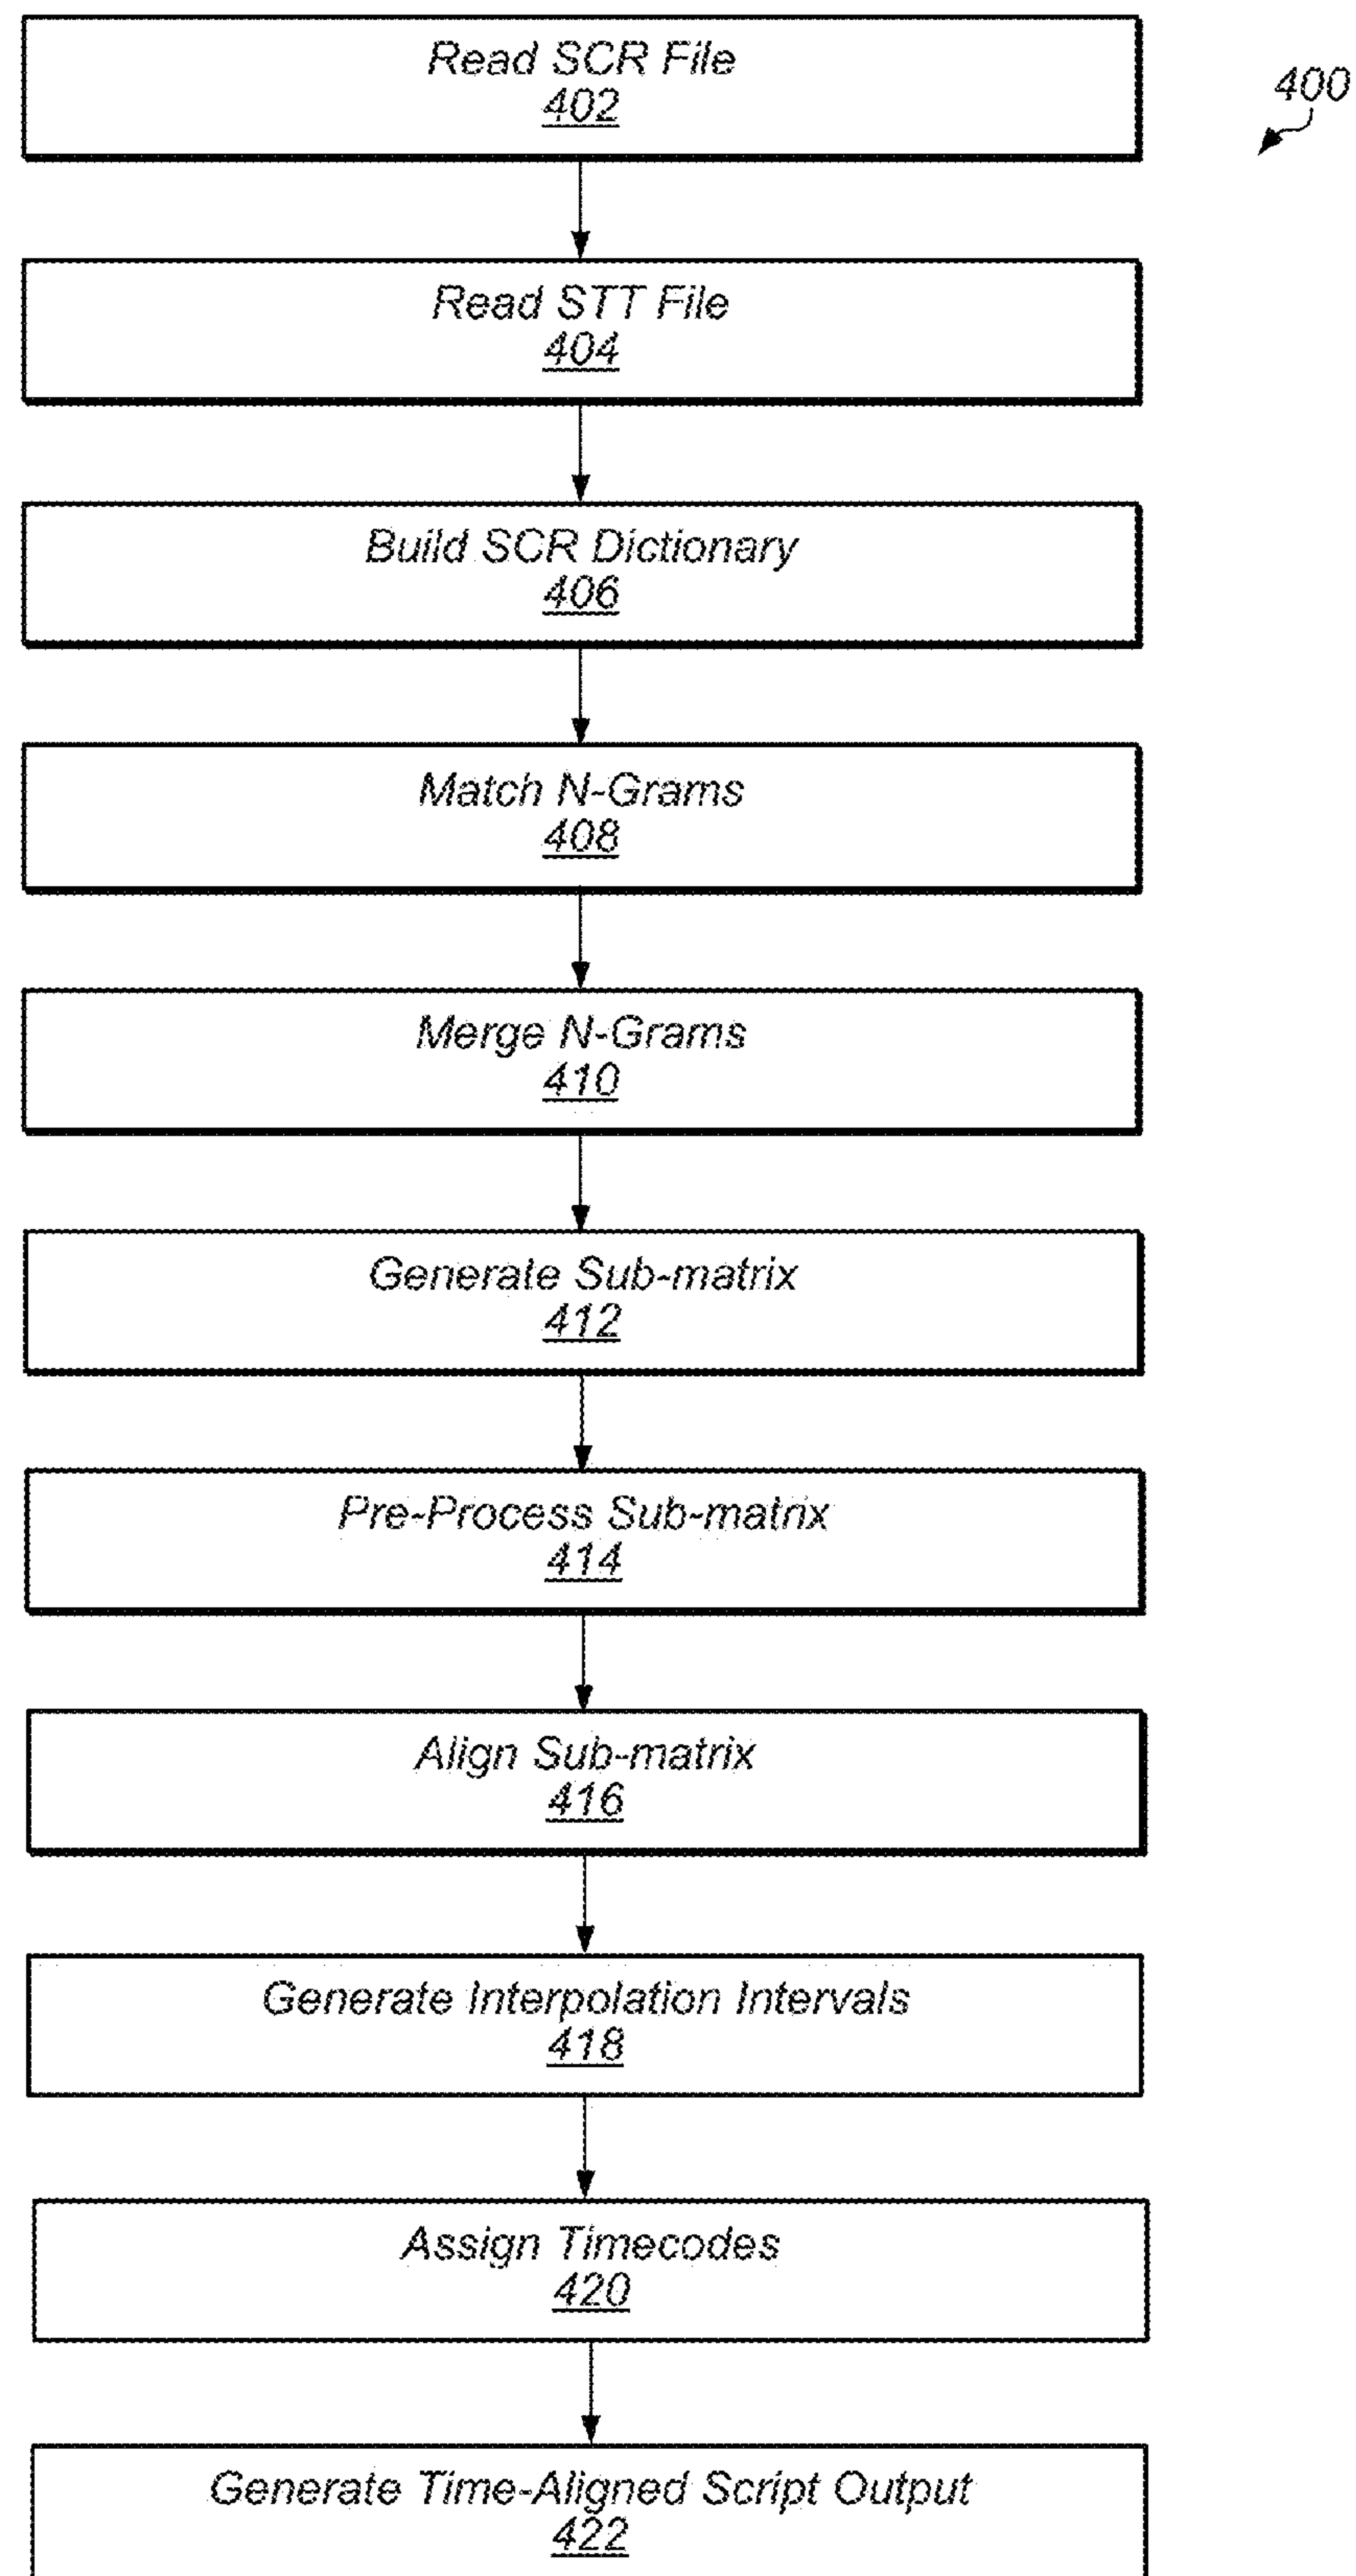 Read SCR File
402
400
Read STT File
404
Build SCR Dictionary
406
Match N-Grams
408
Merge N-Grams
410
Generate Sub-matrix
412
Pre-Process Sub-matrix
414
Align Sub-matrix
416
Generate Interpolation Intervals
418
Assign Timecodes
420
Generate Time-Aligned Script Output
422